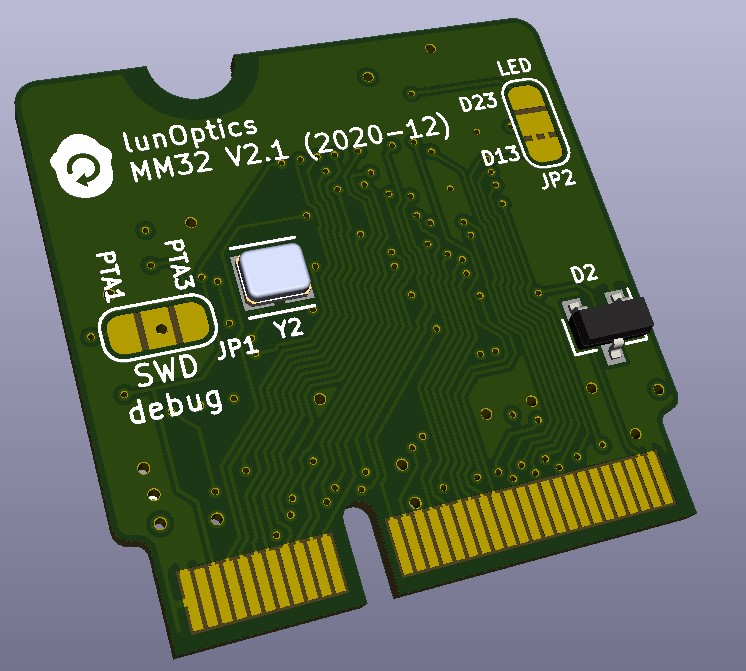 LED
D23
D13
JP2
lunOptics
MM32 V2.1 (2020-12)
PTA1
PTA3
D2
Y2
JP1
SWD
debug